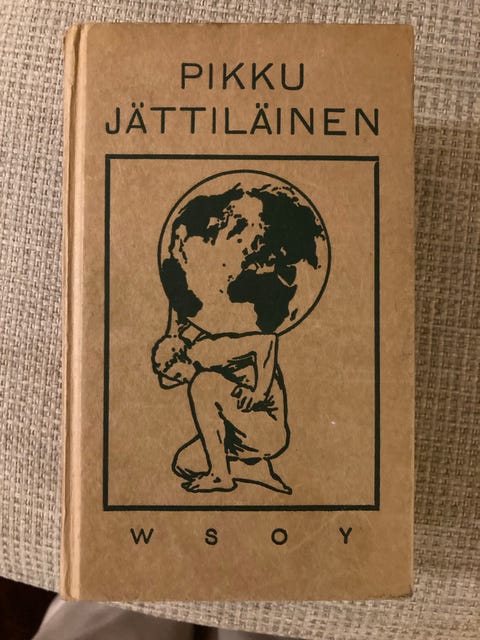 PIKKU
JÄTTILÄINEN
W S O Y